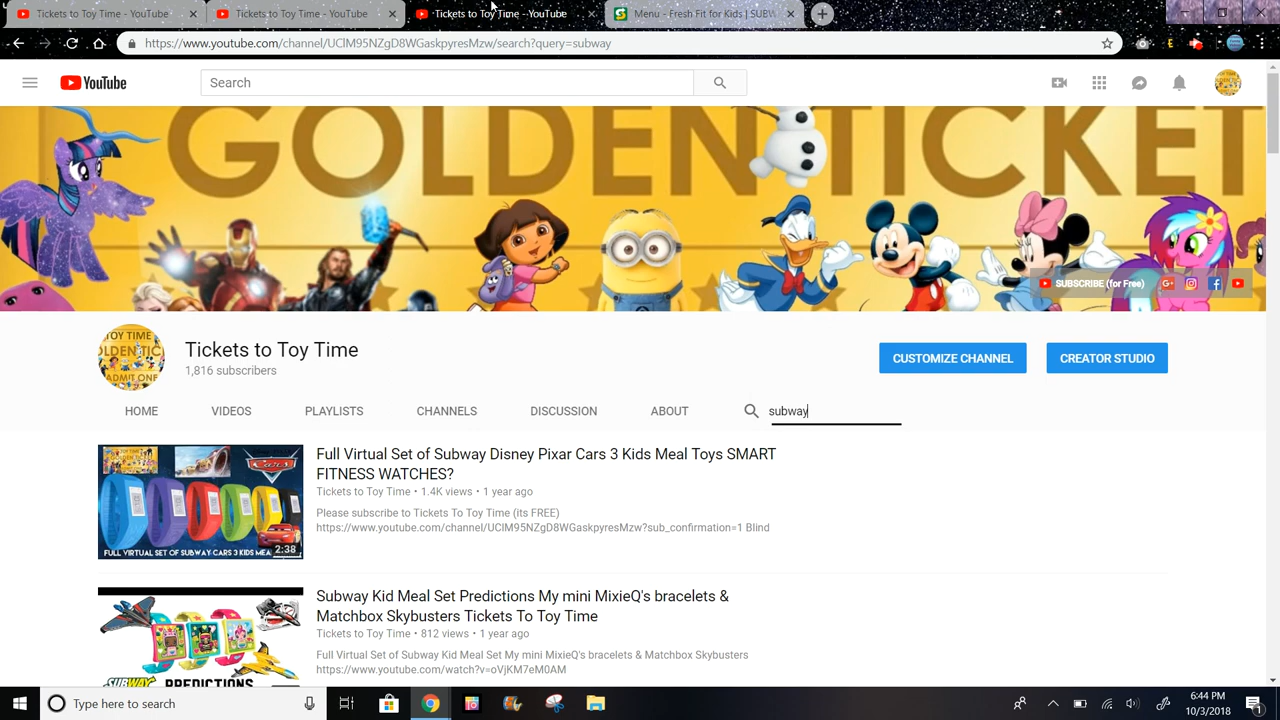 Tickets to Toy Time - YouTube
Tickets to Toy Time - YouTube
Tickets to Toy Time - YouTube
Menu - Fresh Fit for Kids | SUBW
https://www.youtube.com/channel/UClM95NZgD8WGaskpyresMzw/search?query=subway
YouTube
Search
GOLDEN TICKET
SUBSCRIBE (for Free)
TOY TIME
ADMIT ONE
Tickets to Toy Time
1,816 subscribers
CUSTOMIZE CHANNEL
CREATOR STUDIO
HOME VIDEOS PLAYLISTS CHANNELS DISCUSSION ABOUT subway
Cars
FULL VIRTUAL SET OF SUBWAY CARS 3 KIDS MEA
2:38
Full Virtual Set of Subway Disney Pixar Cars 3 Kids Meal Toys SMART
FITNESS WATCHES?
Tickets to Toy Time • 1.4K views • 1 year ago
Please subscribe to Tickets To Toy Time (its FREE)
https://www.youtube.com/channel/UClM95NZgD8WGaskpyresMzw?sub_confirmation=1 Blind
SUBWAY PREDICTIONS
Subway Kid Meal Set Predictions My mini MixieQ's bracelets &
Matchbox Skybusters Tickets To Toy Time
Tickets to Toy Time • 812 views • 1 year ago
Full Virtual Set of Subway Kid Meal Set My mini MixieQ's bracelets & Matchbox Skybusters
https://www.youtube.com/watch?v=oVjKM7eM0AM
Type here to search
6:44 PM
10/3/2018